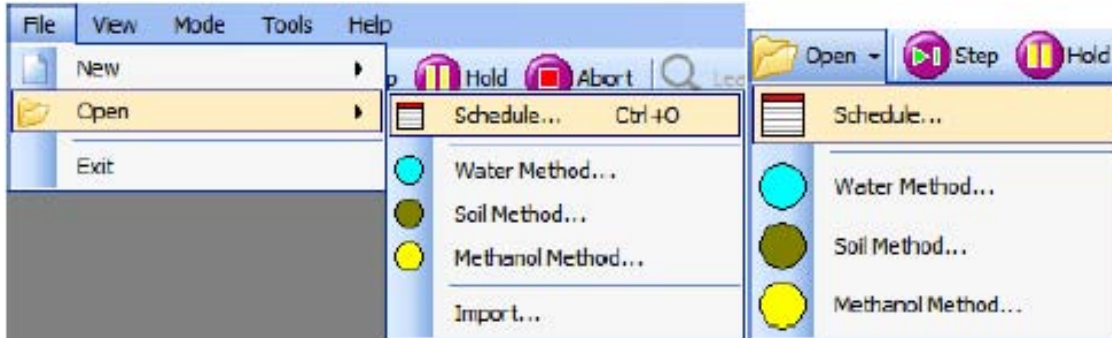 File View Mode Tools Help
New
Hold Abort
Open
Schedule... Ctrl+O
Exit
Water Method...
Soil Method...
Methanol Method...
Import...
Open Step Hold
Schedule...
Water Method...
Soil Method...
Methanol Method...